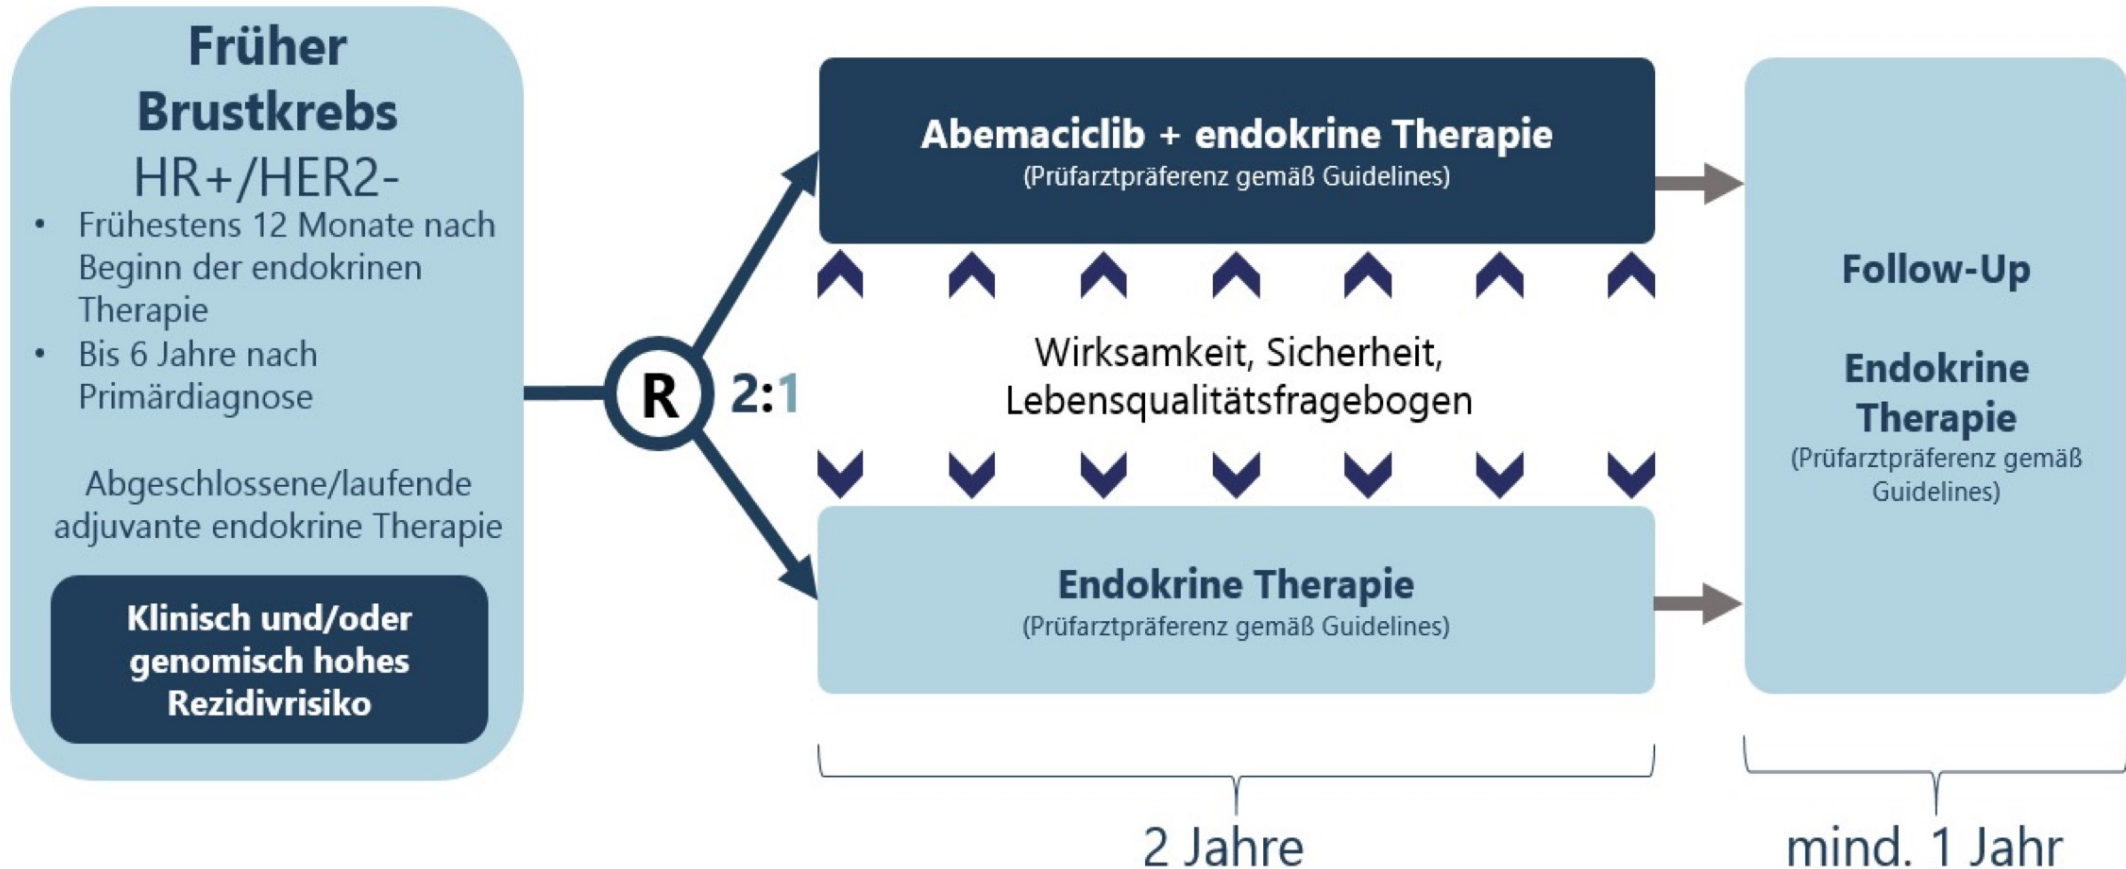 Früher
Brustkrebs
HR+/HER2-
• Frühestens 12 Monate nach
Beginn der endokrinen
Therapie
• Bis 6 Jahre nach
Primärdiagnose
Abgeschlossene/laufende
adjuvante endokrine Therapie
Klinisch und/oder
genomisch hohes
Rezidivrisiko
R
2:1
Abemaciclib + endokrine Therapie
(Prüfarztpräferenz gemäß Guidelines)
Wirksamkeit, Sicherheit,
Lebensqualitätsfragebogen
Endokrine Therapie
(Prüfarztpräferenz gemäß Guidelines)
2 Jahre
Follow-Up
Endokrine
Therapie
(Prüfarztpräferenz gemäß
Guidelines)
mind. 1 Jahr